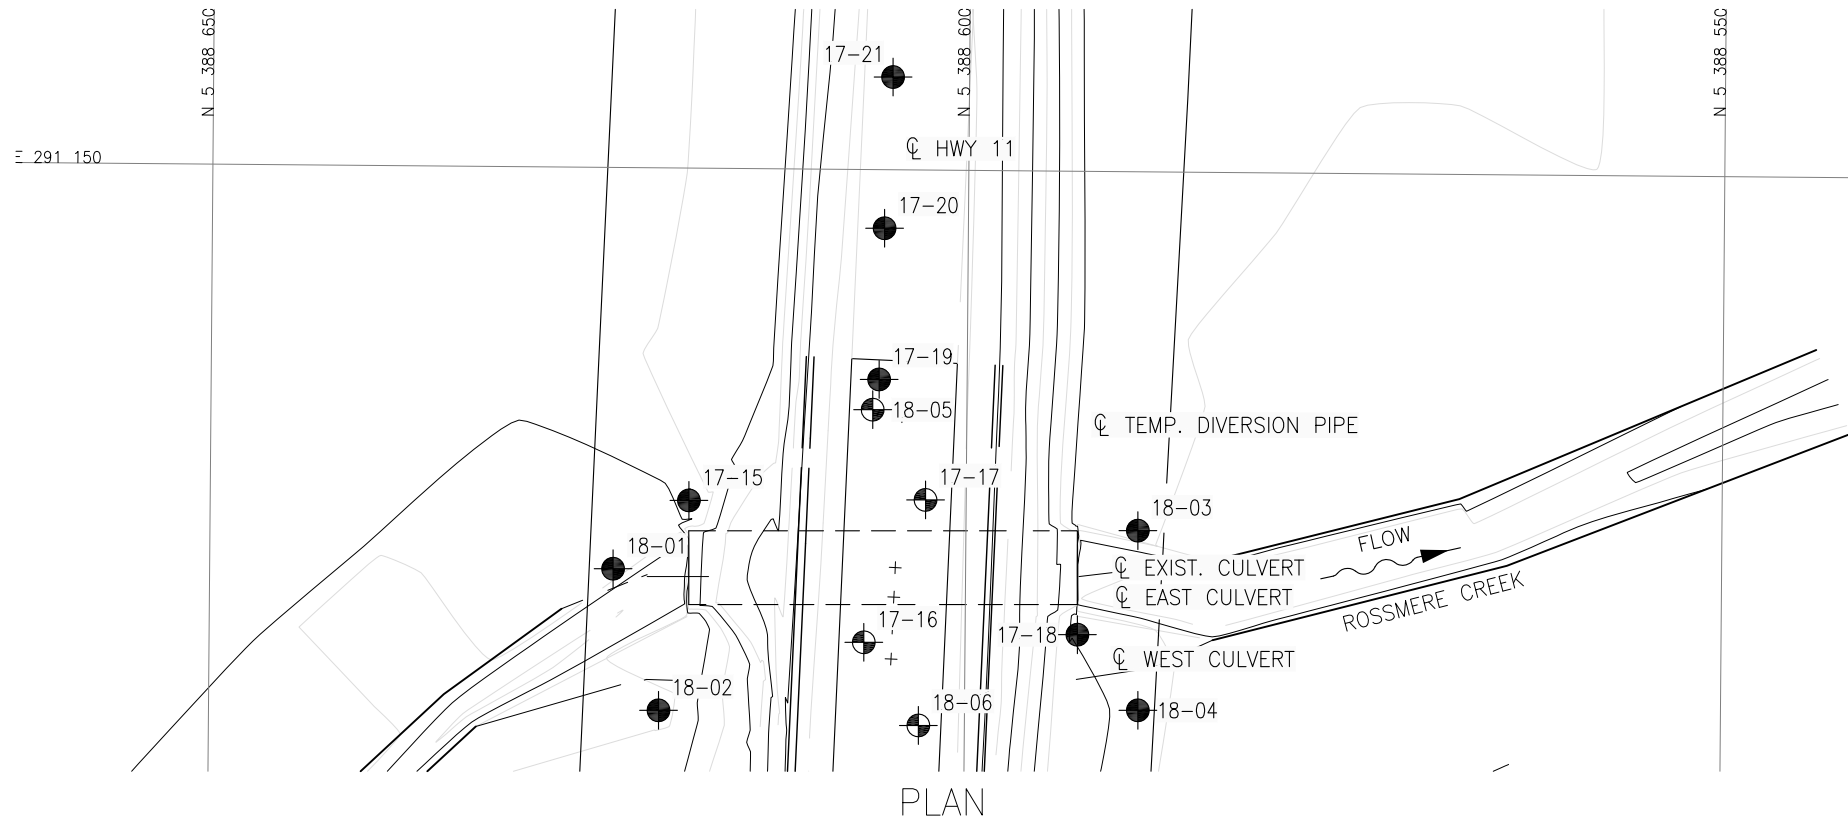 N 5 388 650
N 5 388 600
N 5 388 550
17-21
℄ HWY 11
E 291 150
17-20
17-19
18-05
℄ TEMP. DIVERSION PIPE
17-15
17-17
18-03
18-01
FLOW
℄ EXIST. CULVERT
℄ EAST CULVERT
ROSSMERE CREEK
17-16
17-18
℄ WEST CULVERT
18-02
18-06
18-04
PLAN